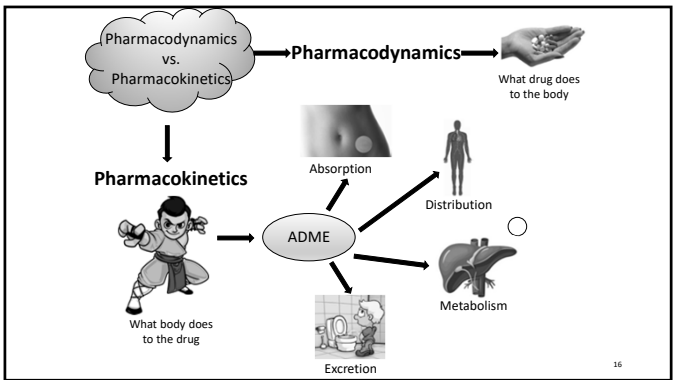 Pharmacodynamics
vs.
Pharmacokinetics
Pharmacodynamics
What drug does
to the body
Pharmacokinetics
What body does
to the drug
ADME
Absorption
Distribution
Metabolism
Excretion
16